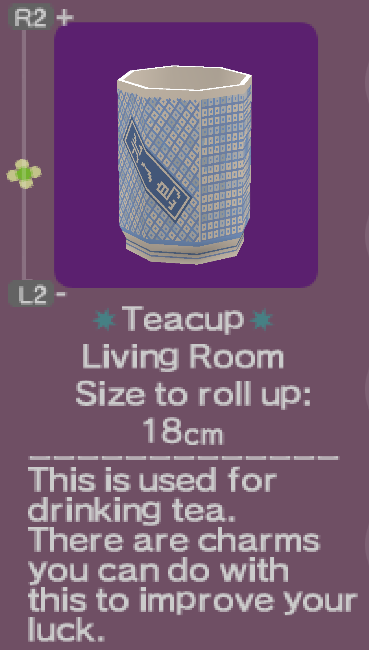 R2 +
L2 -
Teacup
Living Room
Size to roll up:
18cm
This is used for
drinking tea.
There are charms
you can do with
this to improve your
luck.